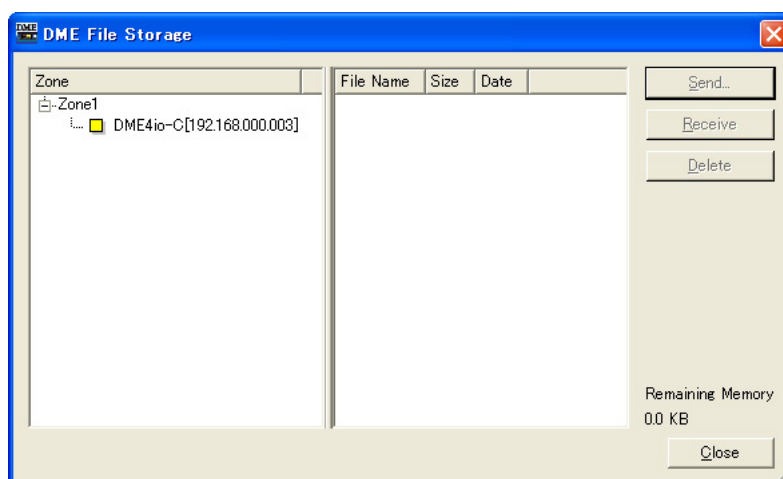 DME File Storage
Zone
File Name Size Date
Send...
Zone1
DME4io-C[192.168.000.003]
Receive
Delete
Remaining Memory
0.0 KB
Close